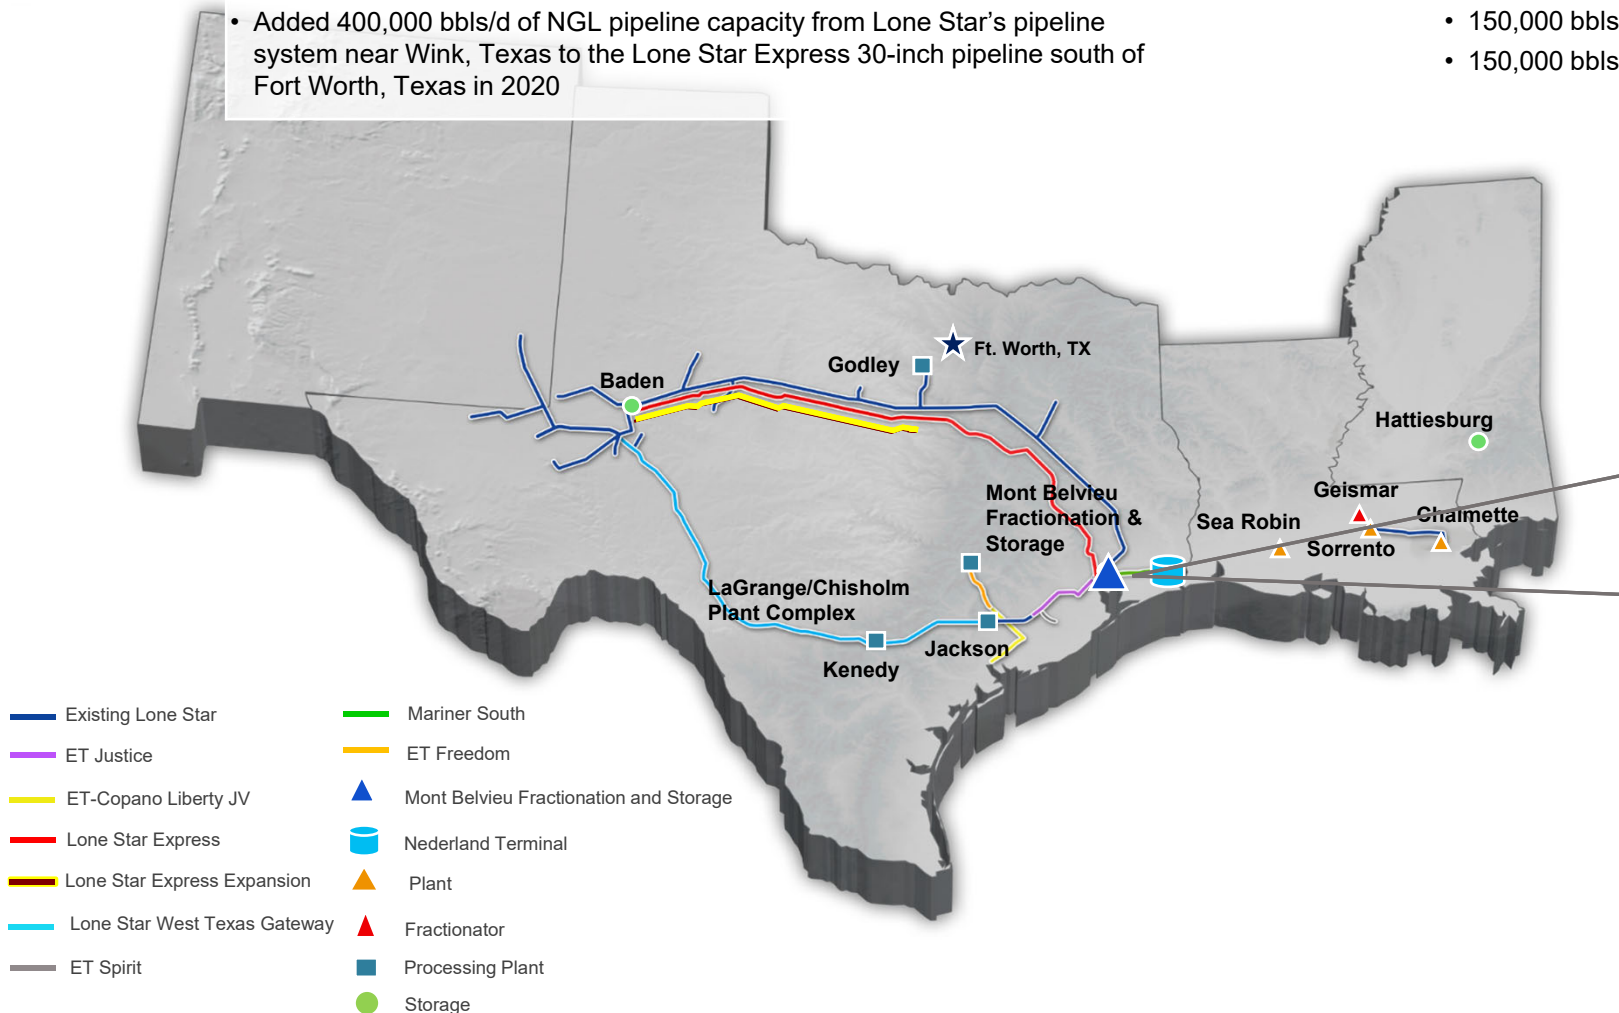 • Added 400,000 bbls/d of NGL pipeline capacity from Lone Star's pipeline
system near Wink, Texas to the Lone Star Express 30-inch pipeline south of
Fort Worth, Texas in 2020
• 150,000 bbls
• 150,000 bbls
Ft. Worth, TX
Godley
Baden
Hattiesburg
Mont Belvieu
Fractionation &
Storage
Geismar
Chalmette
Sea Robin
Sorrento
LaGrange/Chisholm
Plant Complex
Jackson
Kenedy
Existing Lone Star
ET Justice
ET-Copano Liberty JV
Lone Star Express
Lone Star Express Expansion
Lone Star West Texas Gateway
ET Spirit
Mariner South
ET Freedom
Mont Belvieu Fractionation and Storage
Nederland Terminal
Plant
Fractionator
Processing Plant
Storage